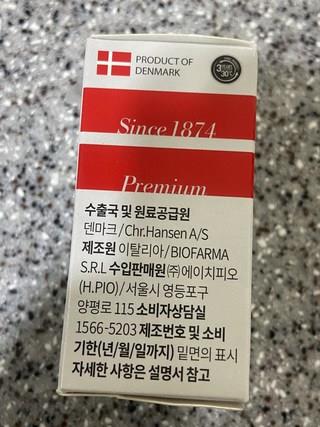 PRODUCT OF
DENMARK
Since 1874
Premium
수출국 및 원료공급원
덴마크/Chr.Hansen A/S
제조원 이탈리아/BIOFARMA
S.R.L 수입판매원 ㈜에이치피오
(H.PIO)/서울시 영등포구
양평로 115 소비자상담실
1566-5203 제조번호 및 소비
기한(년/월/일까지) 밑면의 표시
자세한 사항은 설명서 참고